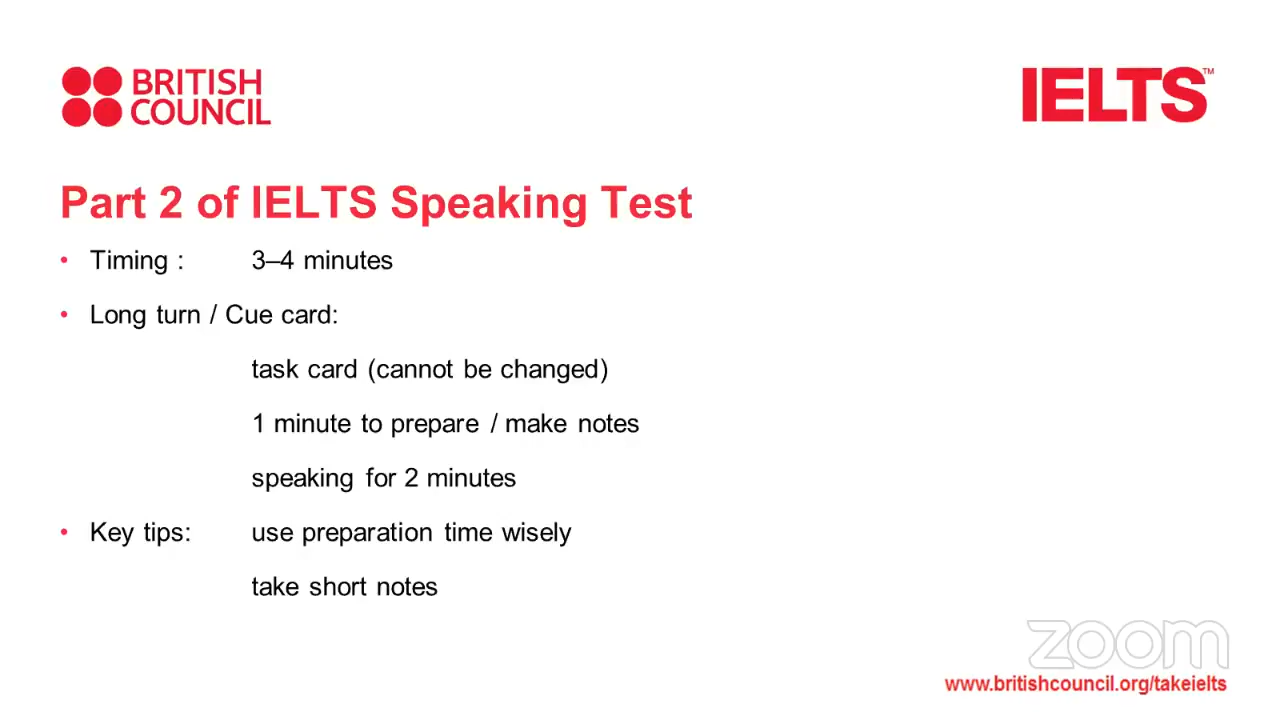 BRITISH
COUNCIL
IELTS™
Part 2 of IELTS Speaking Test
• Timing : 3–4 minutes
• Long turn / Cue card:
task card (cannot be changed)
1 minute to prepare / make notes
speaking for 2 minutes
• Key tips: use preparation time wisely
take short notes
zoom
www.britishcouncil.org/takeielts